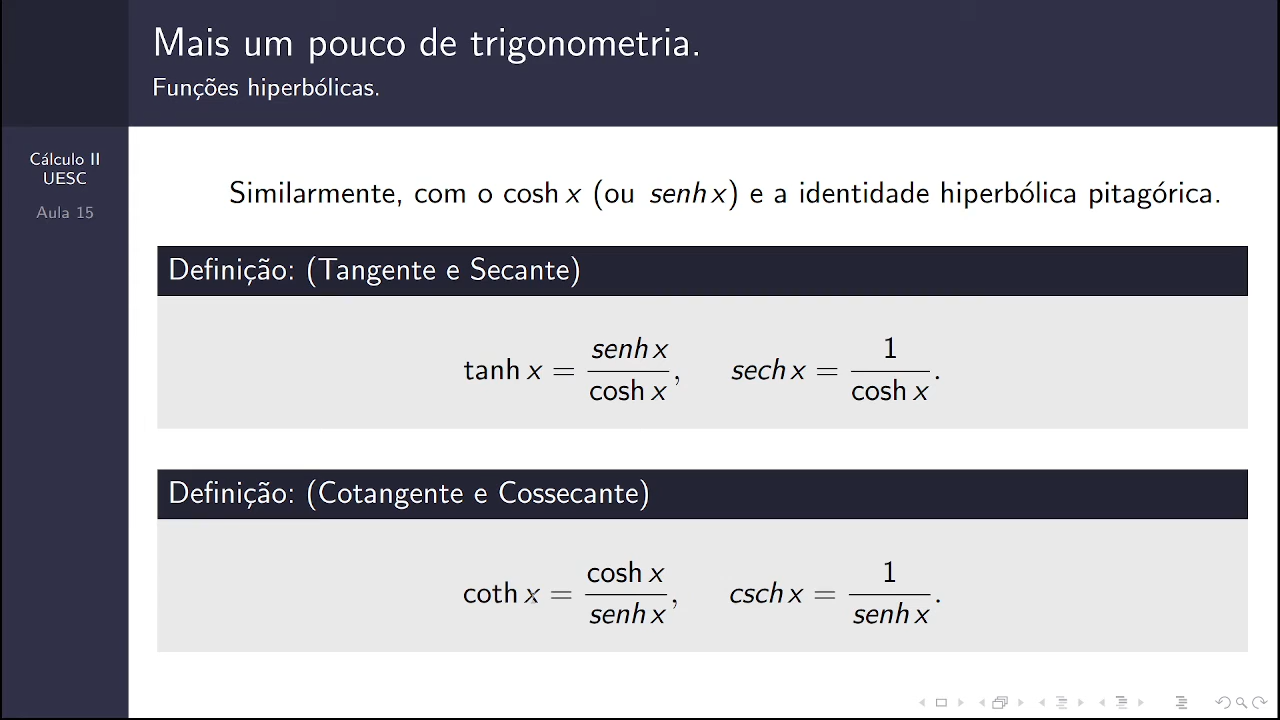 Mais um pouco de trigonometria.
Funções hiperbólicas.
Cálculo II
UESC
Aula 15
Similarmente, com o cosh x (ou senh x) e a identidade hiperbólica pitagórica.
Definição: (Tangente e Secante)
tanh x = senh x / cosh x, sech x = 1 / cosh x.
Definição: (Cotangente e Cossecante)
coth x = cosh x / senh x, csch x = 1 / senh x.